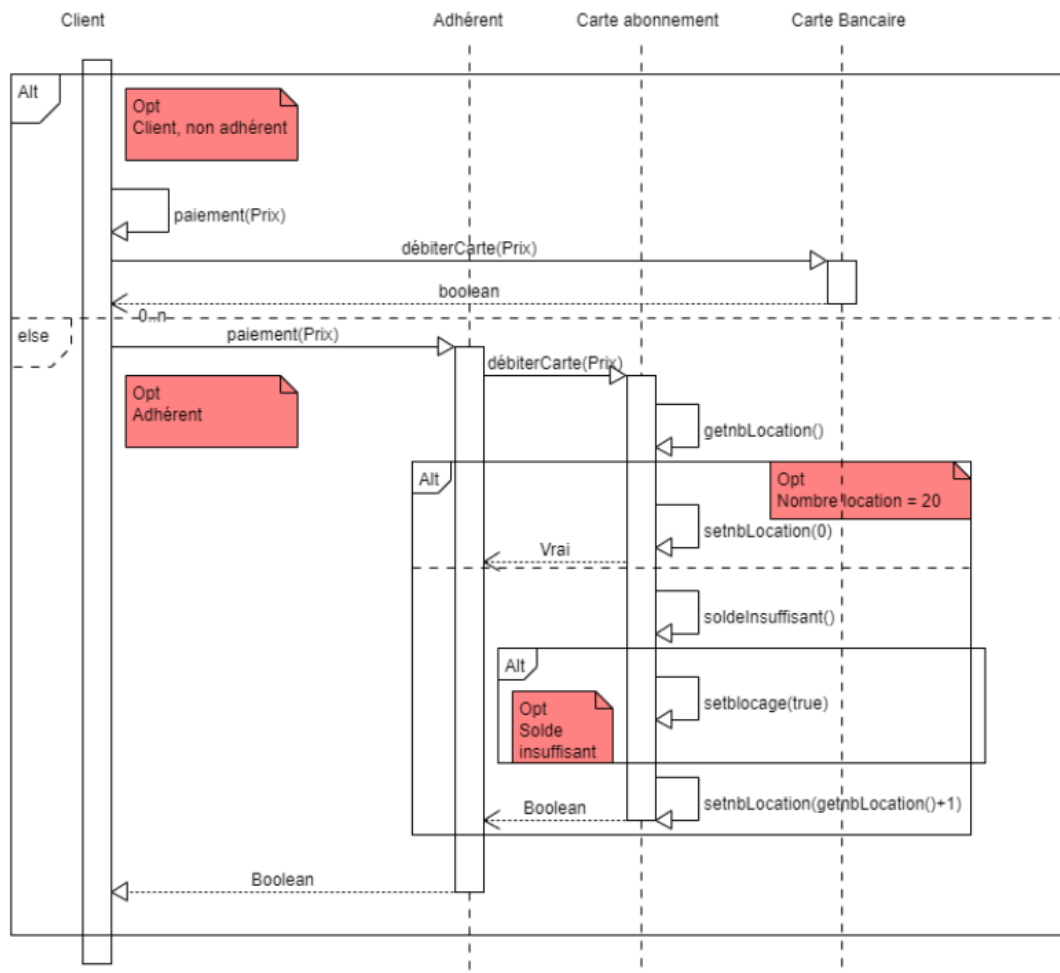 Client
Adhérent
Carte abonnement
Carte Bancaire
Alt
Opt
Client, non adhérent
paiement(Prix)
débiterCarte(Prix)
boolean
0..n
else
paiement(Prix)
débiterCarte(Prix)
Opt
Adhérent
getnbLocation()
Alt
Opt
Nombre location = 20
setnbLocation(0)
Vrai
soldeInsuffisant()
Alt
Opt
Solde
insuffisant
setblocage(true)
setnbLocation(getnbLocation()+1)
Boolean
Boolean